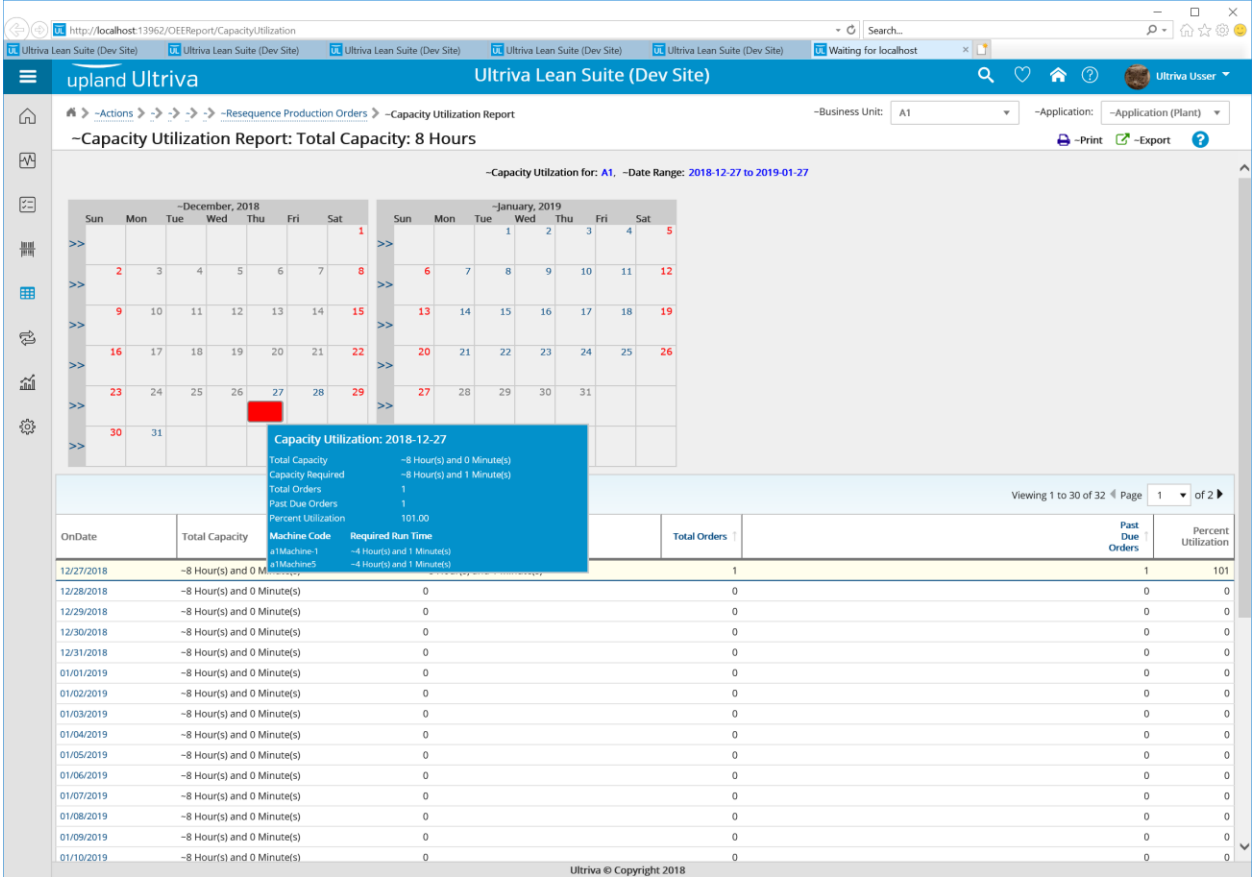 http://localhost:13962/OEEReport/CapacityUtilization
Search...
Ultriva Lean Suite (Dev Site) Ultriva Lean Suite (Dev Site) Ultriva Lean Suite (Dev Site) Ultriva Lean Suite (Dev Site) Ultriva Lean Suite (Dev Site) Waiting for localhost
upland Ultriva Ultriva Lean Suite (Dev Site) Ultriva Usser
~Actions > -> -> -> -> ~Resequence Production Orders > ~Capacity Utilization Report ~Business Unit: A1 ~Application: ~Application (Plant)
~Capacity Utilization Report: Total Capacity: 8 Hours ~Print ~Export ?
~Capacity Utilzation for: A1, ~Date Range: 2018-12-27 to 2019-01-27
~December, 2018 ~January, 2019
Sun Mon Tue Wed Thu Fri Sat Sun Mon Tue Wed Thu Fri Sat
>> 1 >> 1 2 3 4 5
>> 2 3 4 5 6 7 8 >> 6 7 8 9 10 11 12
>> 9 10 11 12 13 14 15 >> 13 14 15 16 17 18 19
>> 16 17 18 19 20 21 22 >> 20 21 22 23 24 25 26
>> 23 24 25 26 27 28 29 >> 27 28 29 30 31
>> 30 31
Capacity Utilization: 2018-12-27
Total Capacity ~8 Hour(s) and 0 Minute(s)
Capacity Required ~8 Hour(s) and 1 Minute(s)
Total Orders 1
Past Due Orders 1
Percent Utilization 101.00
Machine Code Required Run Time
a1Machine-1 ~4 Hour(s) and 1 Minute(s)
a1Machine5 ~4 Hour(s) and 1 Minute(s)
Viewing 1 to 30 of 32 Page 1 of 2
OnDate Total Capacity Total Orders Past Due Orders Percent Utilization
12/27/2018 ~8 Hour(s) and 0 1 1 101
12/28/2018 ~8 Hour(s) and 0 Minute(s) 0 0 0 0
12/29/2018 ~8 Hour(s) and 0 Minute(s) 0 0 0 0
12/30/2018 ~8 Hour(s) and 0 Minute(s) 0 0 0 0
12/31/2018 ~8 Hour(s) and 0 Minute(s) 0 0 0 0
01/01/2019 ~8 Hour(s) and 0 Minute(s) 0 0 0 0
01/02/2019 ~8 Hour(s) and 0 Minute(s) 0 0 0 0
01/03/2019 ~8 Hour(s) and 0 Minute(s) 0 0 0 0
01/04/2019 ~8 Hour(s) and 0 Minute(s) 0 0 0 0
01/05/2019 ~8 Hour(s) and 0 Minute(s) 0 0 0 0
01/06/2019 ~8 Hour(s) and 0 Minute(s) 0 0 0 0
01/07/2019 ~8 Hour(s) and 0 Minute(s) 0 0 0 0
01/08/2019 ~8 Hour(s) and 0 Minute(s) 0 0 0 0
01/09/2019 ~8 Hour(s) and 0 Minute(s) 0 0 0 0
01/10/2019 ~8 Hour(s) and 0 Minute(s) 0 0 0 0
Ultriva © Copyright 2018